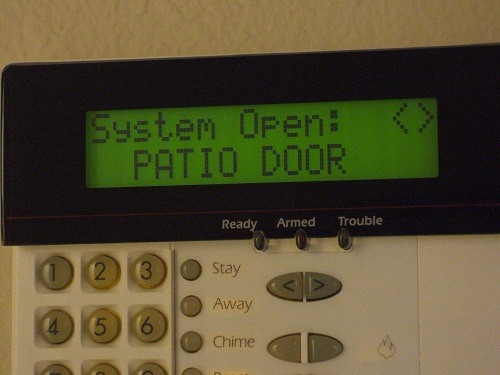 System Open: < >
PATIO DOOR
Ready Armed Trouble
1 2 3 Stay < >
Away
4 5 6 Chime